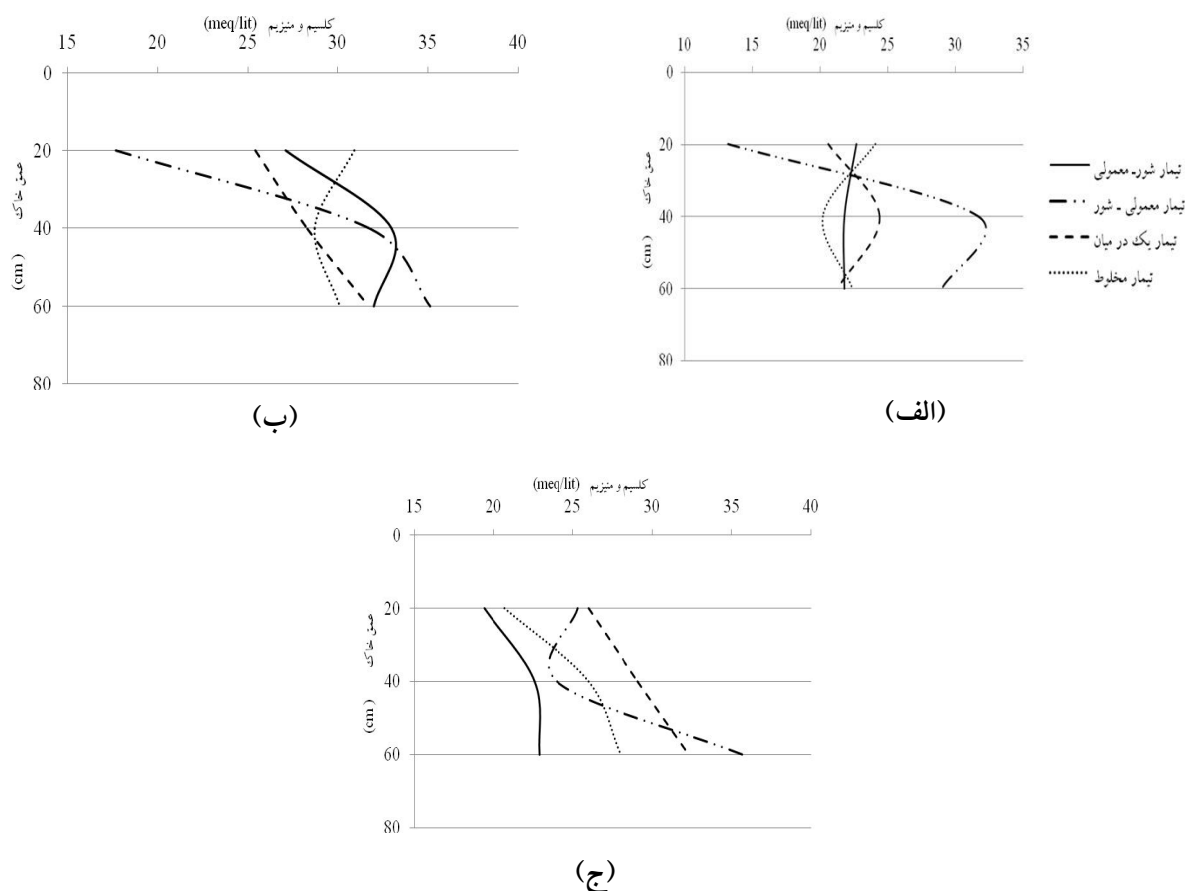 کلسیم و منیزیم (meq/lit)
15 20 25 30 35 40
0
20
40
60
80
عمق خاک
(cm)
(ب)
کلسیم و منیزیم (meq/lit)
10 15 20 25 30 35
0
20
40
60
80
عمق خاک
(cm)
(الف)
تیمار شور-معمولی
تیمار معمولی - شور
تیمار یک در میان
تیمار مخلوط
کلسیم و منیزیم (meq/lit)
15 20 25 30 35 40
0
20
40
60
80
عمق خاک
(cm)
(ج)